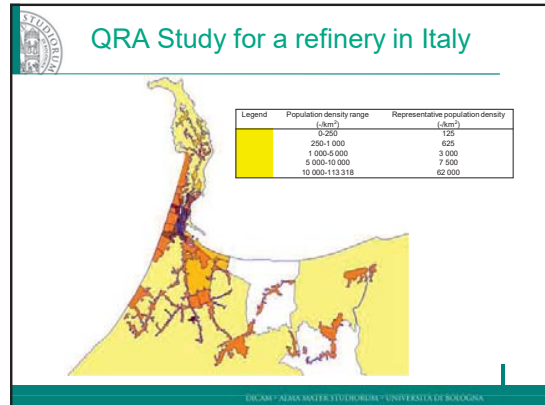 STUDIORUM
QRA Study for a refinery in Italy
Legend Population density range Representative population density
(-/km²) (-/km²)
0-250 125
250-1 000 625
1 000-5 000 3 000
5 000-10 000 7 500
10 000-113 318 62 000
DICAM - ALMA MATER STUDIORUM - UNIVERSITÀ DI BOLOGNA